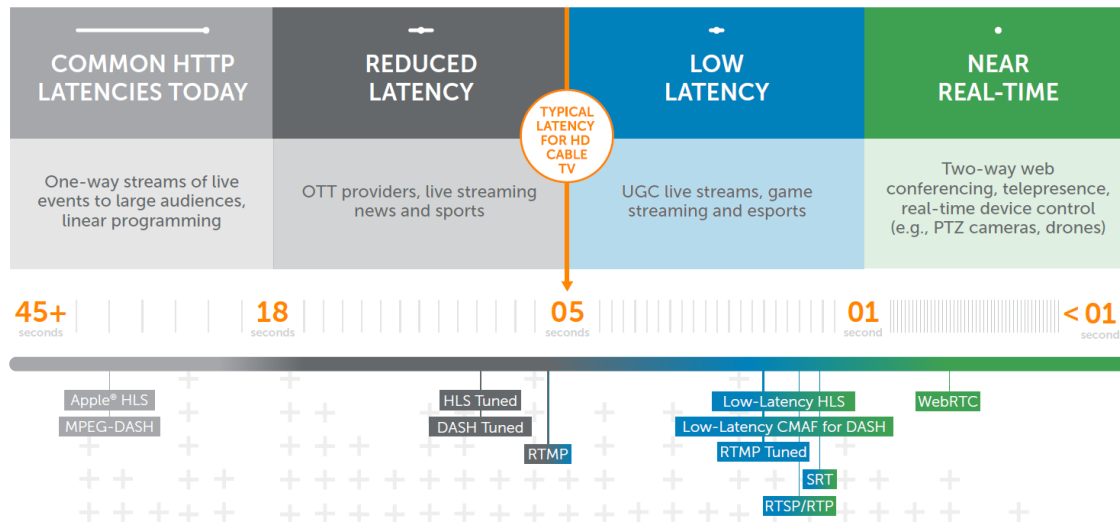 COMMON HTTP
LATENCIES TODAY
REDUCED
LATENCY
TYPICAL
LATENCY
FOR HD
CABLE
TV
LOW
LATENCY
NEAR
REAL-TIME
One-way streams of live
events to large audiences,
linear programming
OTT providers, live streaming
news and sports
UGC live streams, game
streaming and esports
Two-way web
conferencing, telepresence,
real-time device control
(e.g., PTZ cameras, drones)
45+
seconds
18
seconds
05
seconds
01
seconds
< 01
second
Apple® HLS
MPEG-DASH
HLS Tuned
DASH Tuned
RTMP
Low-Latency HLS
Low-Latency CMAF for DASH
RTMP Tuned
SRT
RTSP/RTP
WebRTC